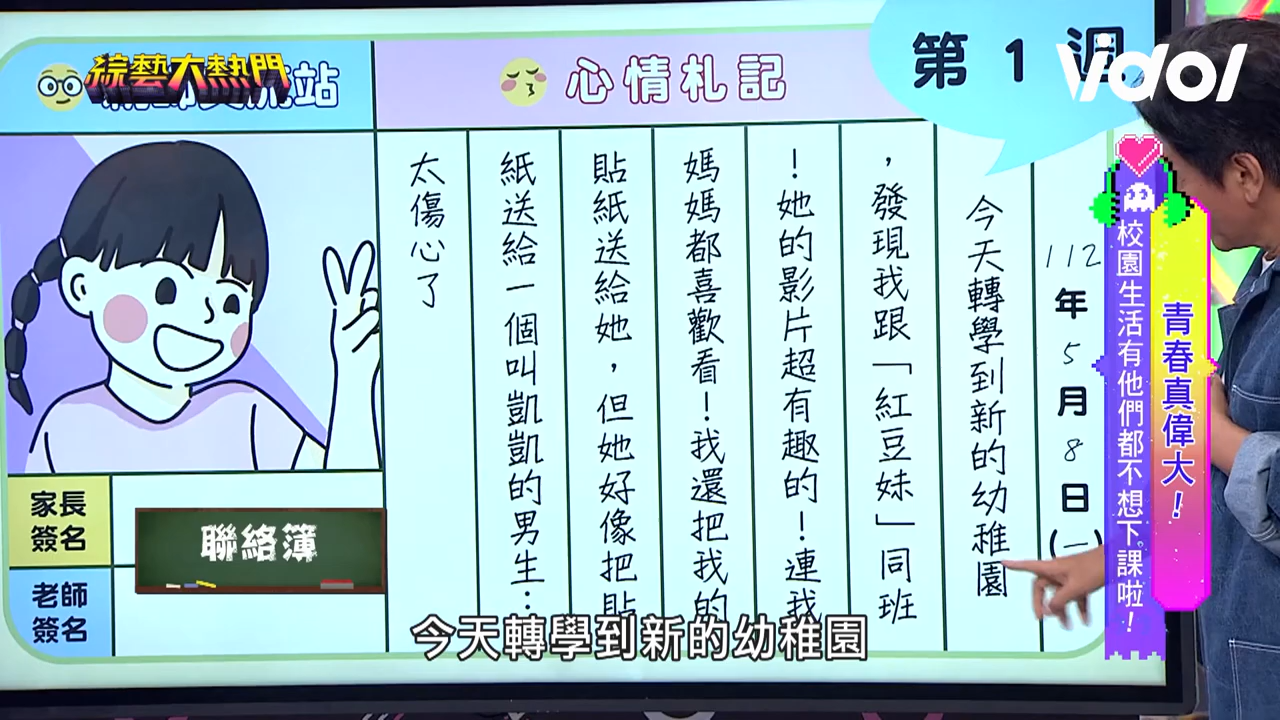 綜藝大熱門
站
心情札記
第1週
vidol
112年5月8日(一)
今天轉學到新的幼稚園
，發現我跟「紅豆妹」同班
！她的影片超有趣的！連我
媽媽都喜歡看！我還把我的
貼紙送給她，但她好像把貼
紙送給一個叫凱凱的男生…
太傷心了
家長
簽名
老師
簽名
聯絡簿
青春真偉大！
校園生活有他們都不想下課啦！
今天轉學到新的幼稚園